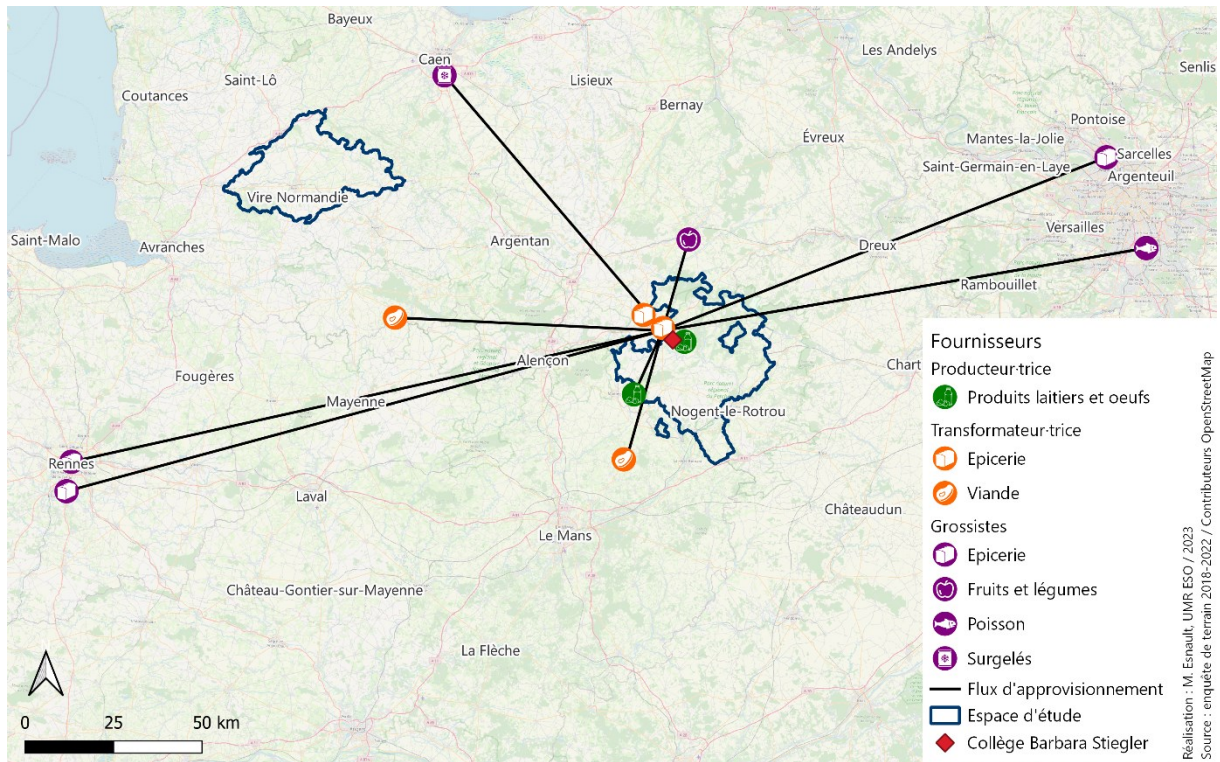 Bayeux
Caen
Les Andelys
Senlis
Saint-Lô
Lisieux
Coutances
Bernay
Pontoise
Évreux
Mantes-la-Jolie
Sarcelles
Saint-Germain-en-Laye
Argenteuil
Vire Normandie
Saint-Malo
Avranches
Argentan
Dreux
Versailles
Rambouillet
Alençon
Chart
Fougères
Mayenne
Nogent-le-Rotrou
Rennes
Laval
Châteaudun
Le Mans
Château-Gontier-sur-Mayenne
La Flèche
0 25 50 km
Fournisseurs
Producteur·trice
Produits laitiers et oeufs
Transformateur·trice
Epicerie
Viande
Grossistes
Epicerie
Fruits et légumes
Poisson
Surgelés
Flux d'approvisionnement
Espace d'étude
Collège Barbara Stiegler
Réalisation : M. Esnault, UMR ESO / 2023
Source : enquête de terrain 2018-2022 / Contributeurs OpenStreetMap